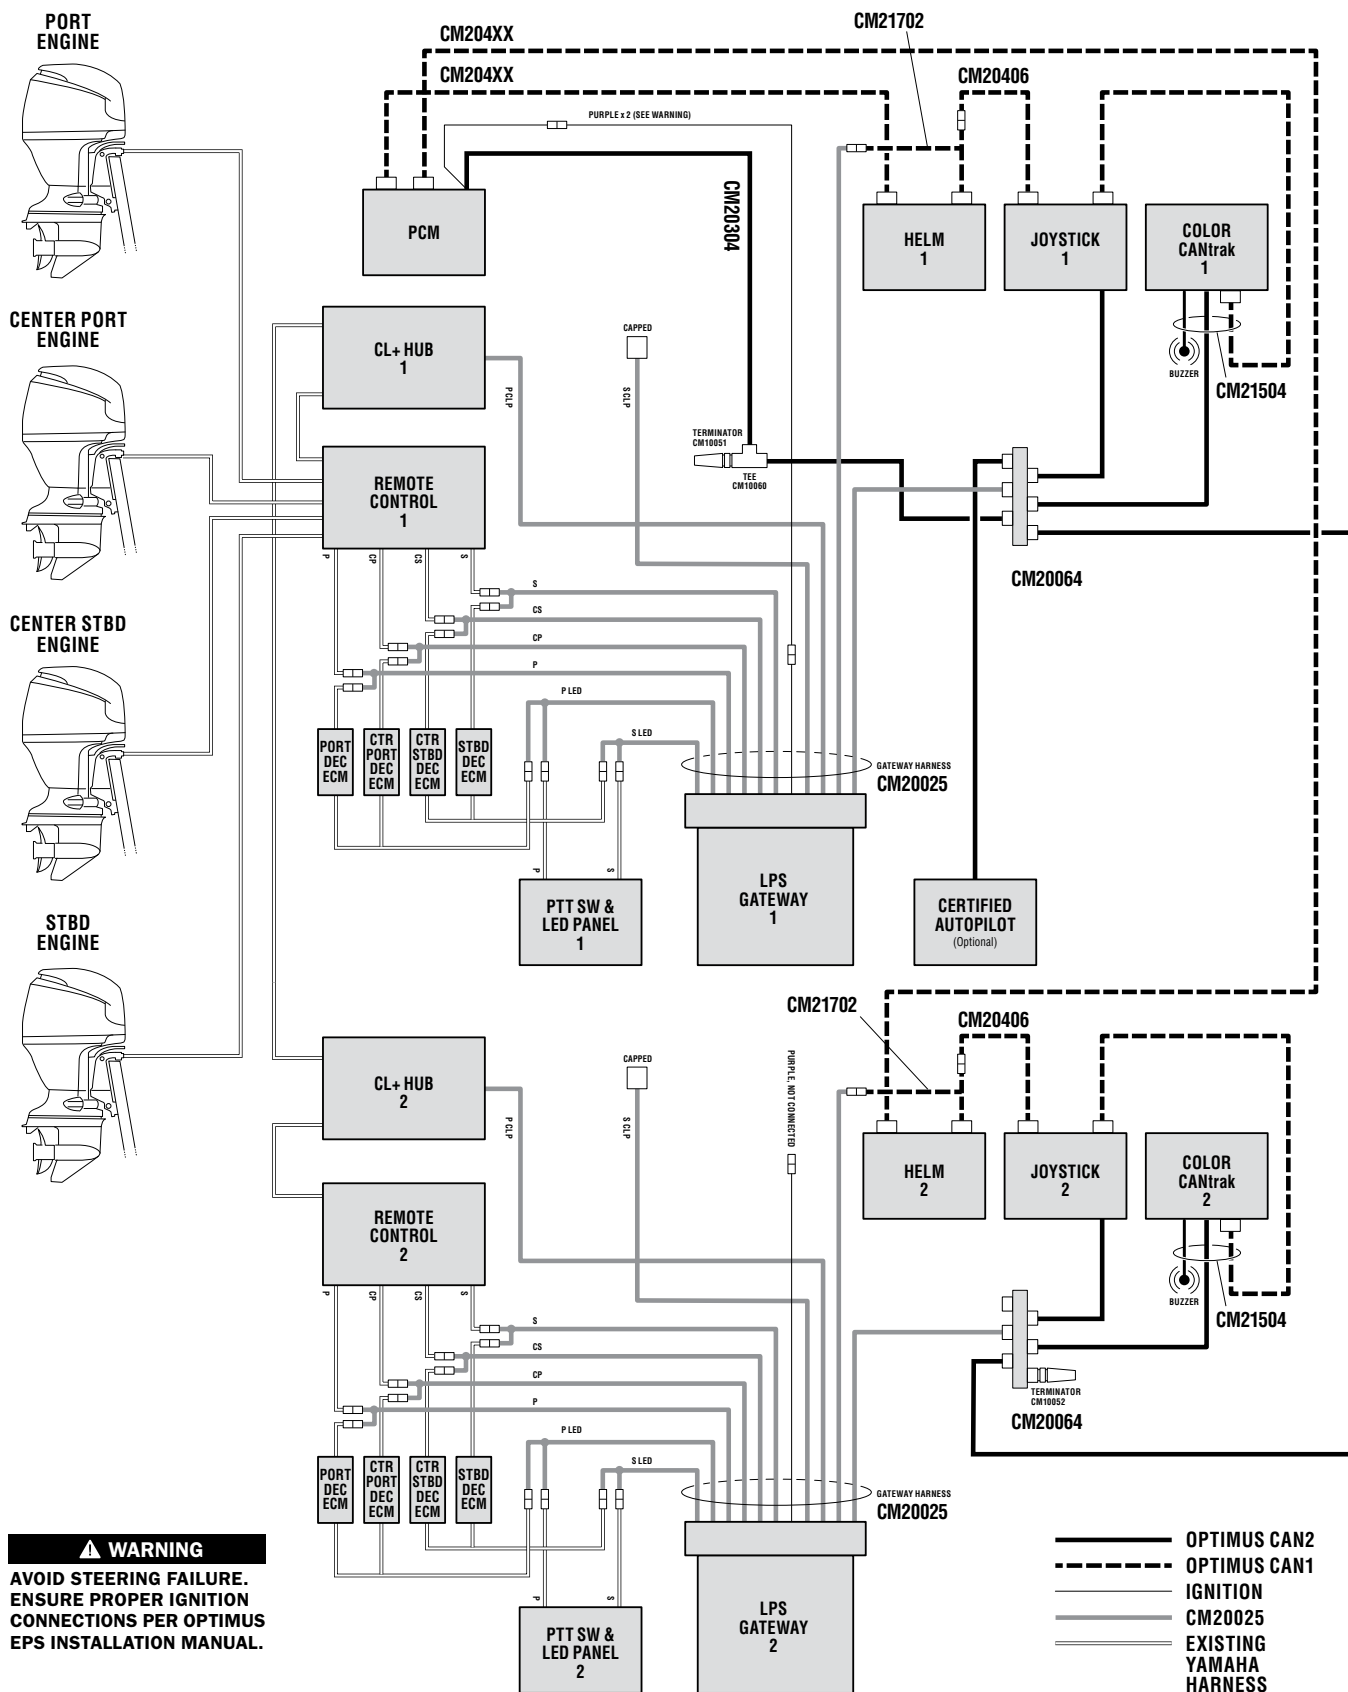 PORT
ENGINE
CENTER PORT
ENGINE
CENTER STBD
ENGINE
STBD
ENGINE
CM204XX
CM204XX
PURPLE x 2 (SEE WARNING)
CM21702
CM20406
PCM
CM20304
HELM
1
JOYSTICK
1
COLOR
CANtrak
1
BUZZER
CM21504
CL+ HUB
1
P CLP
CAPPED
S CLP
TERMINATOR
CM10051
TEE
CM10060
CM20064
REMOTE
CONTROL
1
P
CP
CS
S
S
CS
CP
P
P LED
S LED
PORT
DEC
ECM
CTR
PORT
DEC
ECM
CTR
STBD
DEC
ECM
STBD
DEC
ECM
GATEWAY HARNESS
CM20025
P
S
PTT SW &
LED PANEL
1
LPS
GATEWAY
1
CERTIFIED
AUTOPILOT
(Optional)
CM21702
CM20406
CL+ HUB
2
P CLP
CAPPED
S CLP
PURPLE, NOT CONNECTED
HELM
2
JOYSTICK
2
COLOR
CANtrak
2
BUZZER
CM21504
TERMINATOR
CM10052
CM20064
REMOTE
CONTROL
2
P
CP
CS
S
S
CS
CP
P
P LED
S LED
PORT
DEC
ECM
CTR
PORT
DEC
ECM
CTR
STBD
DEC
ECM
STBD
DEC
ECM
GATEWAY HARNESS
CM20025
P
S
PTT SW &
LED PANEL
2
LPS
GATEWAY
2
WARNING
AVOID STEERING FAILURE.
ENSURE PROPER IGNITION
CONNECTIONS PER OPTIMUS
EPS INSTALLATION MANUAL.
OPTIMUS CAN2
OPTIMUS CAN1
IGNITION
CM20025
EXISTING
YAMAHA
HARNESS